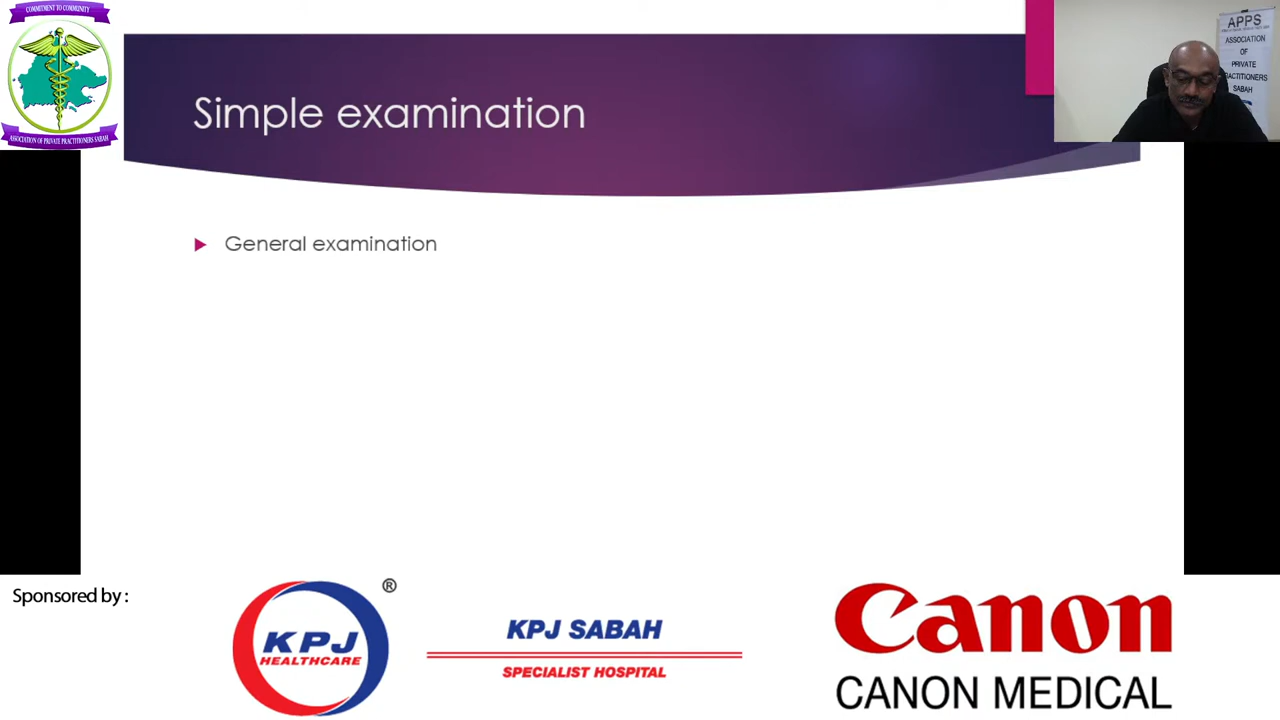 COMMITMENT TO COMMUNITY
ASSOCIATION OF PRIVATE PRACTITIONERS SABAH
Simple examination
APPS
ASSOCIATION
OF
PRIVATE
PRACTITIONERS
SABAH
General examination
Sponsored by :
KPJ
HEALTHCARE
®
KPJ SABAH
SPECIALIST HOSPITAL
Canon
CANON MEDICAL